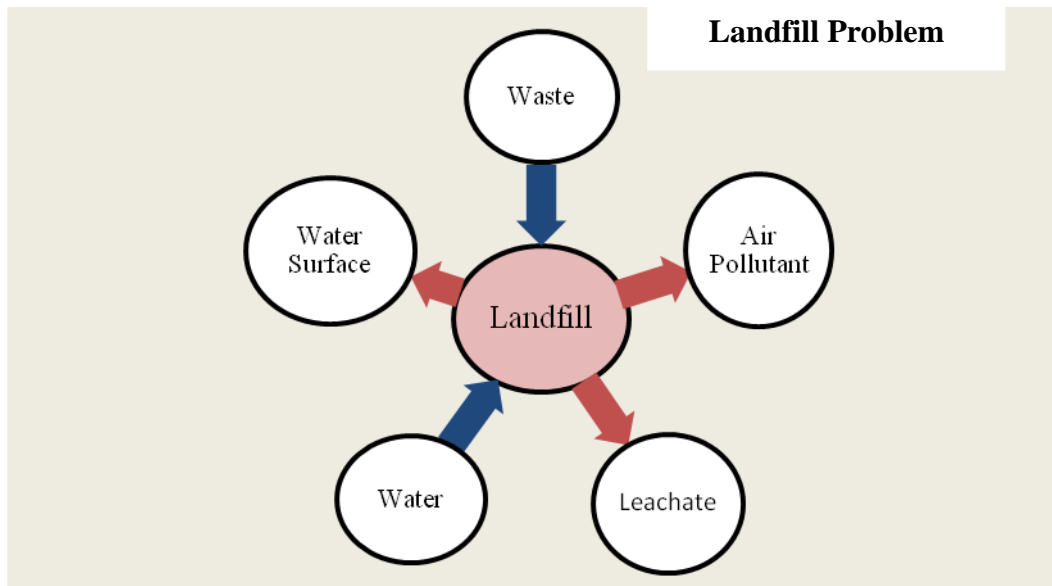 Landfill Problem
Waste
Water
Surface
Air
Pollutant
Landfill
Water
Leachate